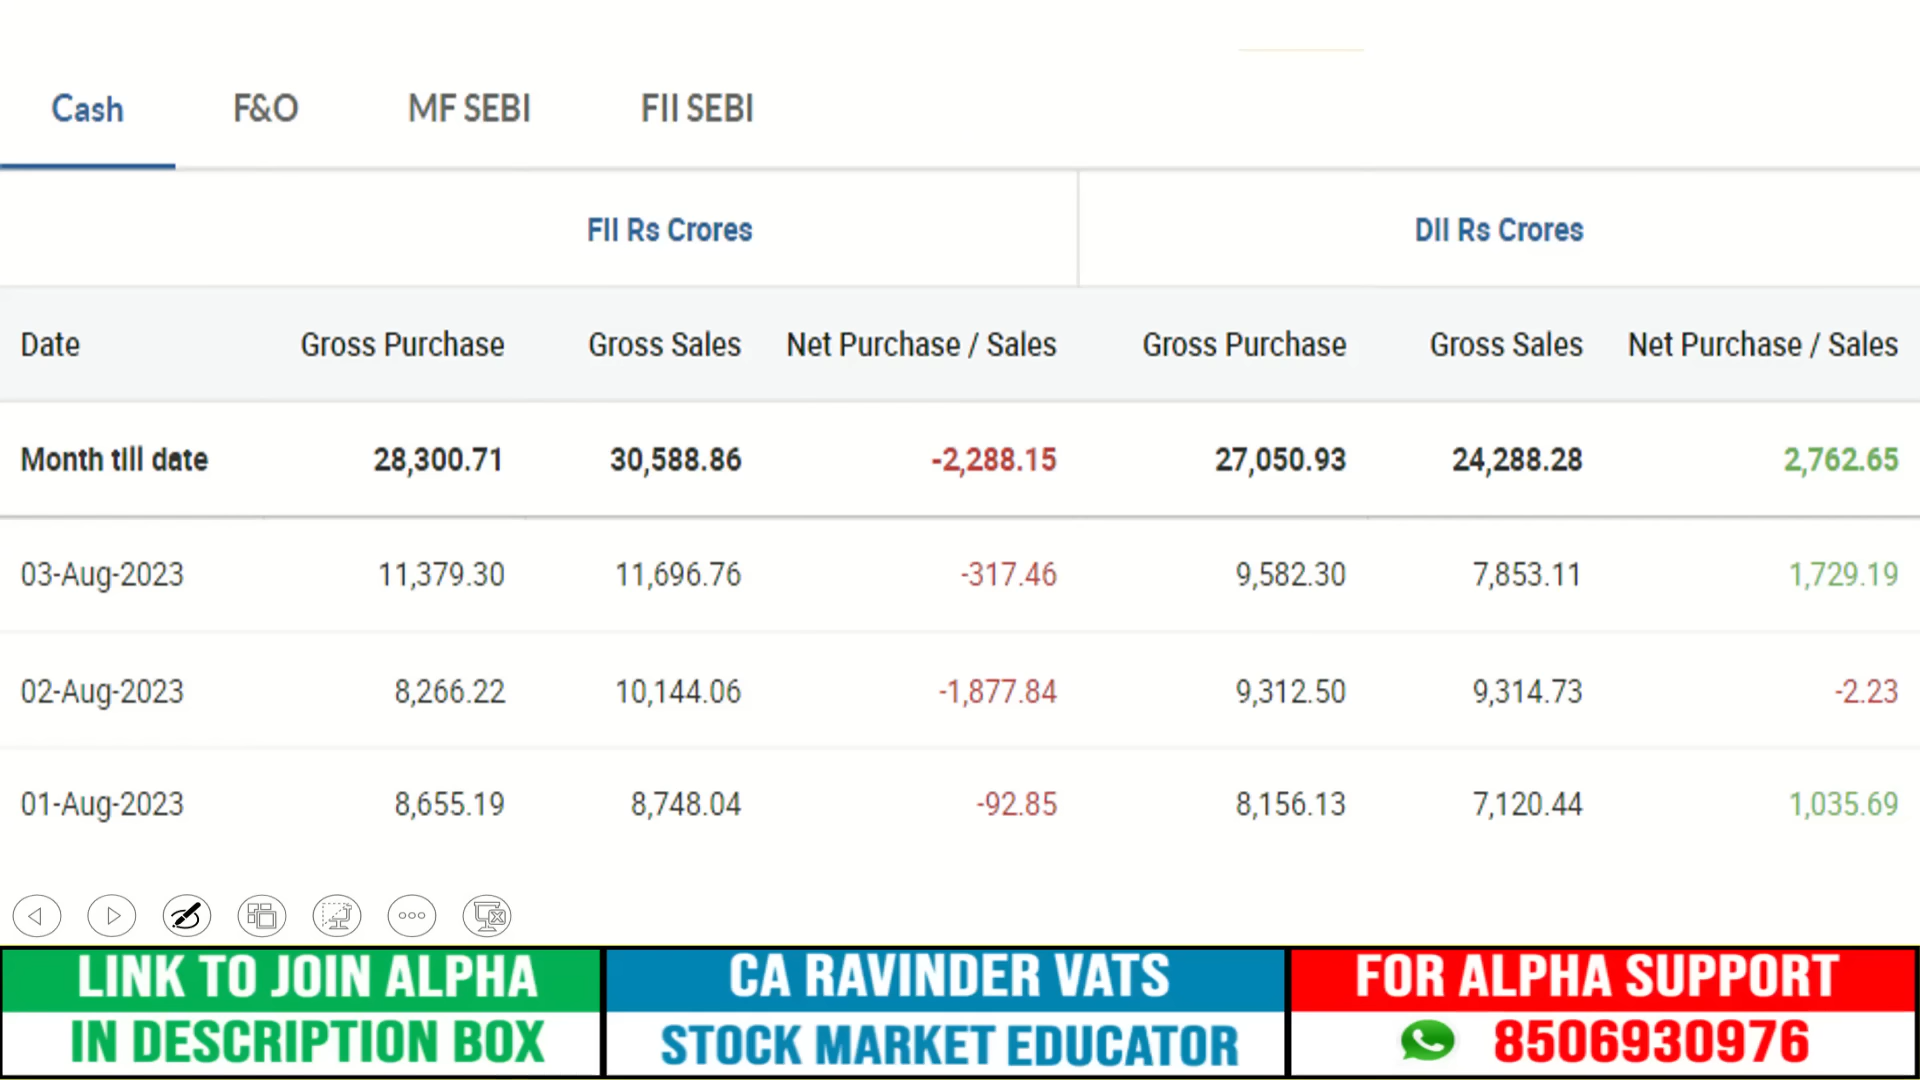 Cash F&O MF SEBI FII SEBI
FII Rs Crores DII Rs Crores
Date Gross Purchase Gross Sales Net Purchase / Sales Gross Purchase Gross Sales Net Purchase / Sales
Month till date 28,300.71 30,588.86 -2,288.15 27,050.93 24,288.28 2,762.65
03-Aug-2023 11,379.30 11,696.76 -317.46 9,582.30 7,853.11 1,729.19
02-Aug-2023 8,266.22 10,144.06 -1,877.84 9,312.50 9,314.73 -2.23
01-Aug-2023 8,655.19 8,748.04 -92.85 8,156.13 7,120.44 1,035.69
LINK TO JOIN ALPHA
IN DESCRIPTION BOX
CA RAVINDER VATS
STOCK MARKET EDUCATOR
FOR ALPHA SUPPORT
8506930976